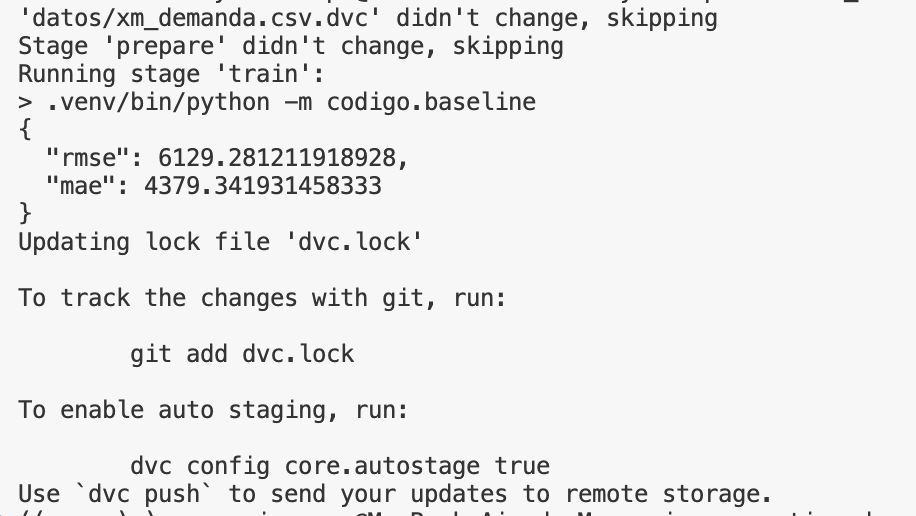 'datos/xm_demanda.csv.dvc' didn't change, skipping
Stage 'prepare' didn't change, skipping
Running stage 'train':
> .venv/bin/python -m codigo.baseline
{
  "rmse": 6129.281211918928,
  "mae": 4379.341931458333
}
Updating lock file 'dvc.lock'
To track the changes with git, run:
        git add dvc.lock
To enable auto staging, run:
        dvc config core.autostage true
Use `dvc push` to send your updates to remote storage.